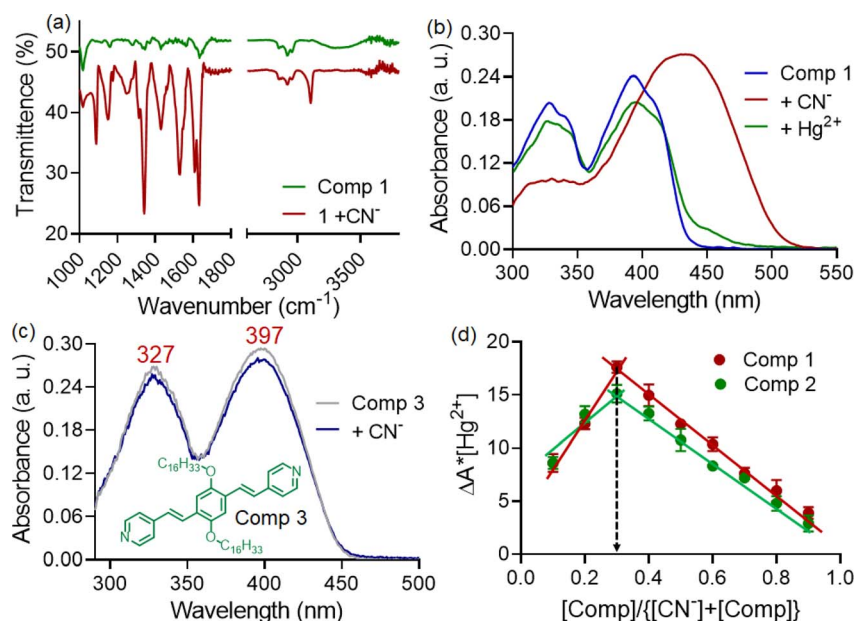 (a)
Transmittence (%)
50
40
30
20
Comp 1
1 +CN⁻
1000 1200 1400 1600 1800 3000 3500
Wavenumber (cm⁻¹)
(b)
Absorbance (a. u.)
0.30
0.24
0.18
0.12
0.06
0.00
Comp 1
+ CN⁻
+ Hg²⁺
300 350 400 450 500 550
Wavelength (nm)
(c)
Absorbance (a. u.)
0.30
0.24
0.18
0.12
0.06
0.00
327
397
Comp 3
+ CN⁻
C₁₆H₃₃
O
N
N
O
C₁₆H₃₃
Comp 3
300 350 400 450 500
Wavelength (nm)
(d)
ΔA*[Hg²⁺]
20
15
10
5
0
Comp 1
Comp 2
0.0 0.2 0.4 0.6 0.8 1.0
[Comp]/{[CN⁻]+[Comp]}